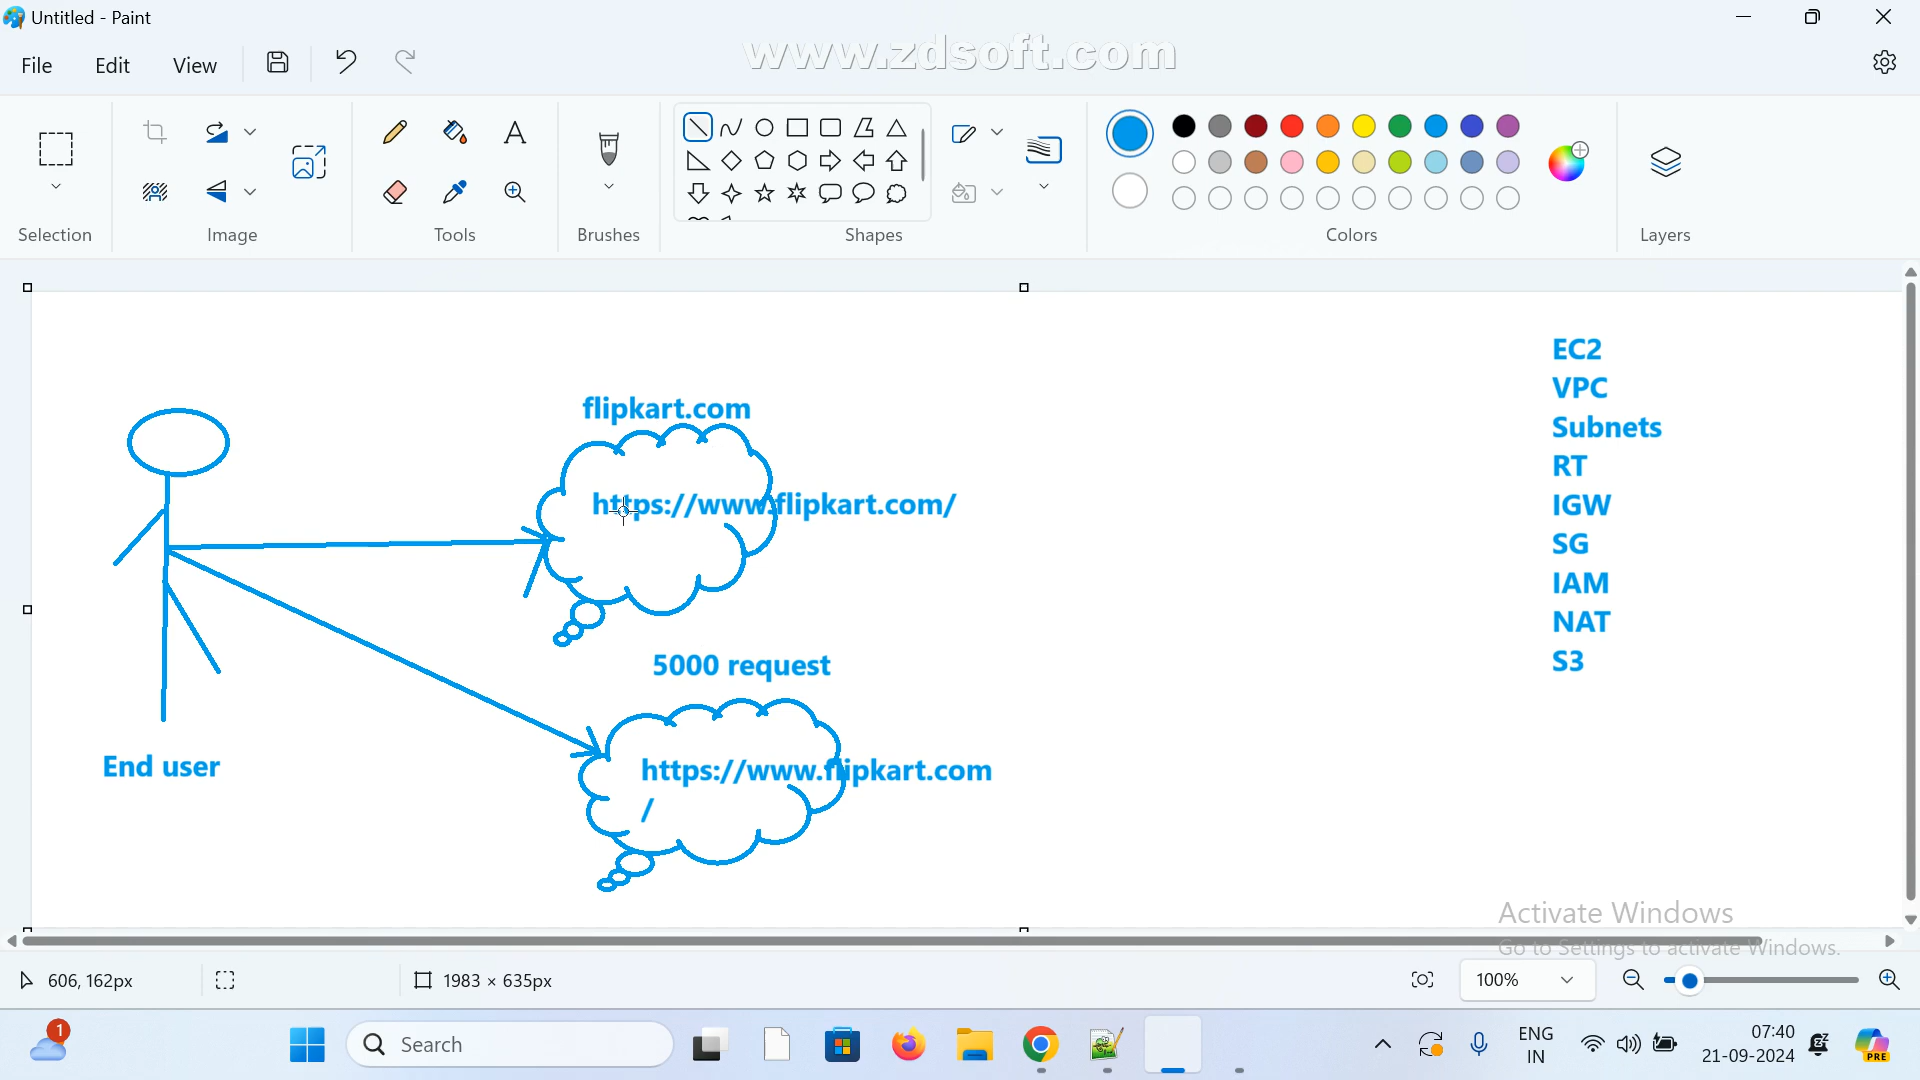 Untitled - Paint
www.zdsoft.com
File
Edit
View
Selection
Image
Tools
Brushes
Shapes
Colors
Layers
flipkart.com
https://www.flipkart.com/
5000 request
https://www.flipkart.com
/
End user
EC2
VPC
Subnets
RT
IGW
SG
IAM
NAT
S3
Activate Windows
Go to Settings to activate Windows.
606, 162px
1983 × 635px
100%
1
Search
ENG
IN
07:40
21-09-2024
PRE